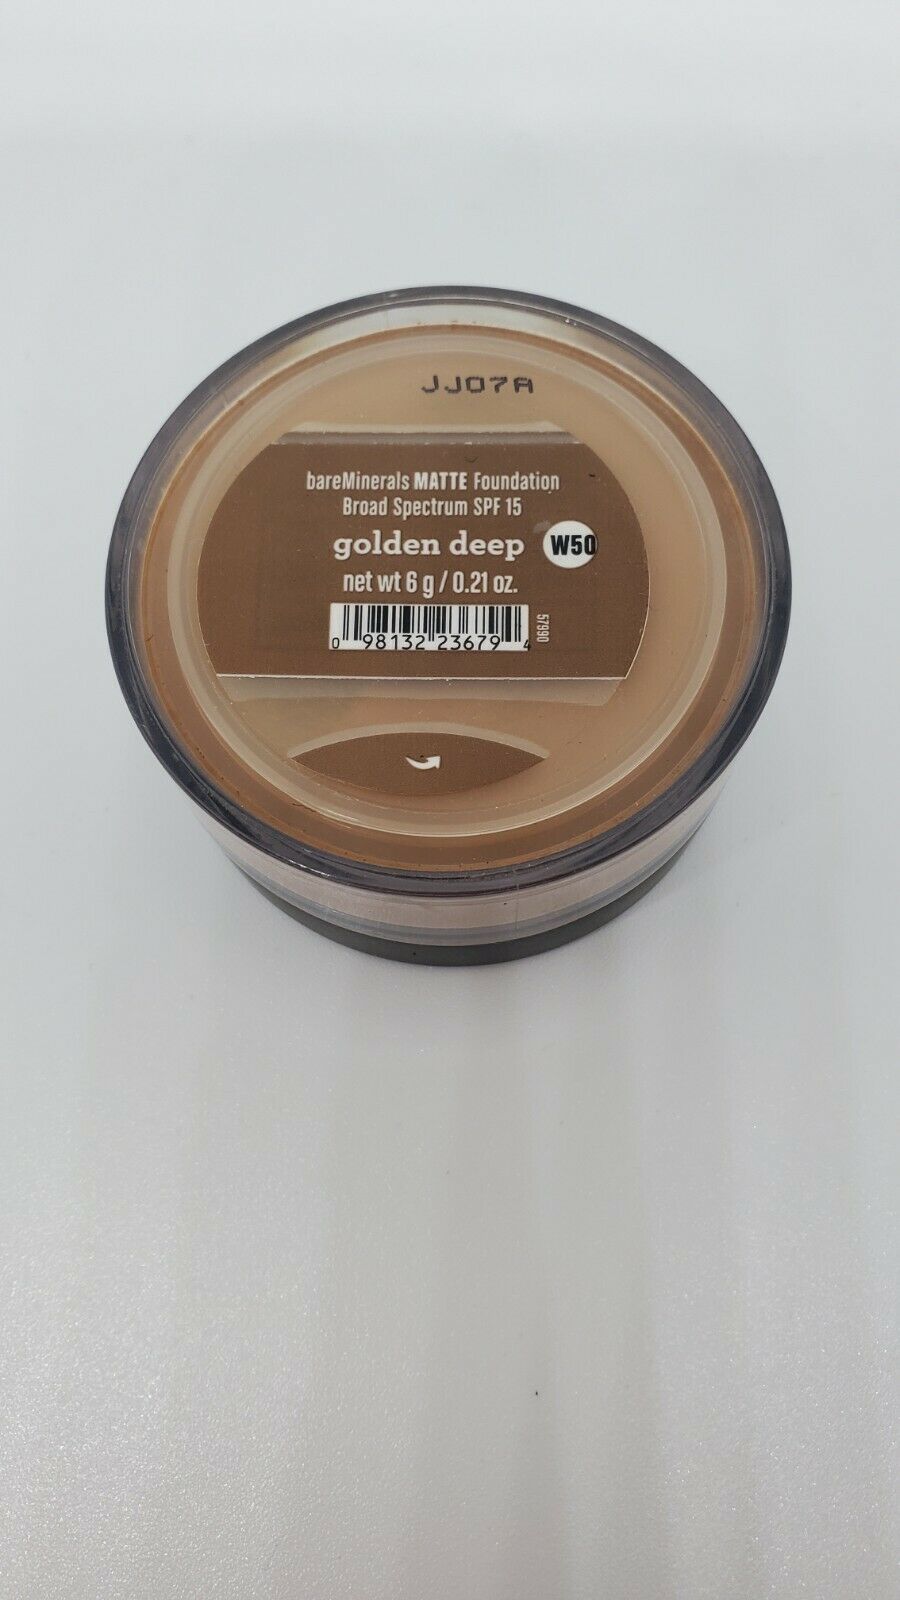 JJ07A
bareMinerals MATTE Foundation
Broad Spectrum SPF 15
golden deep W50
net wt 6 g / 0.21 oz.
0 98132 23679 4
57990